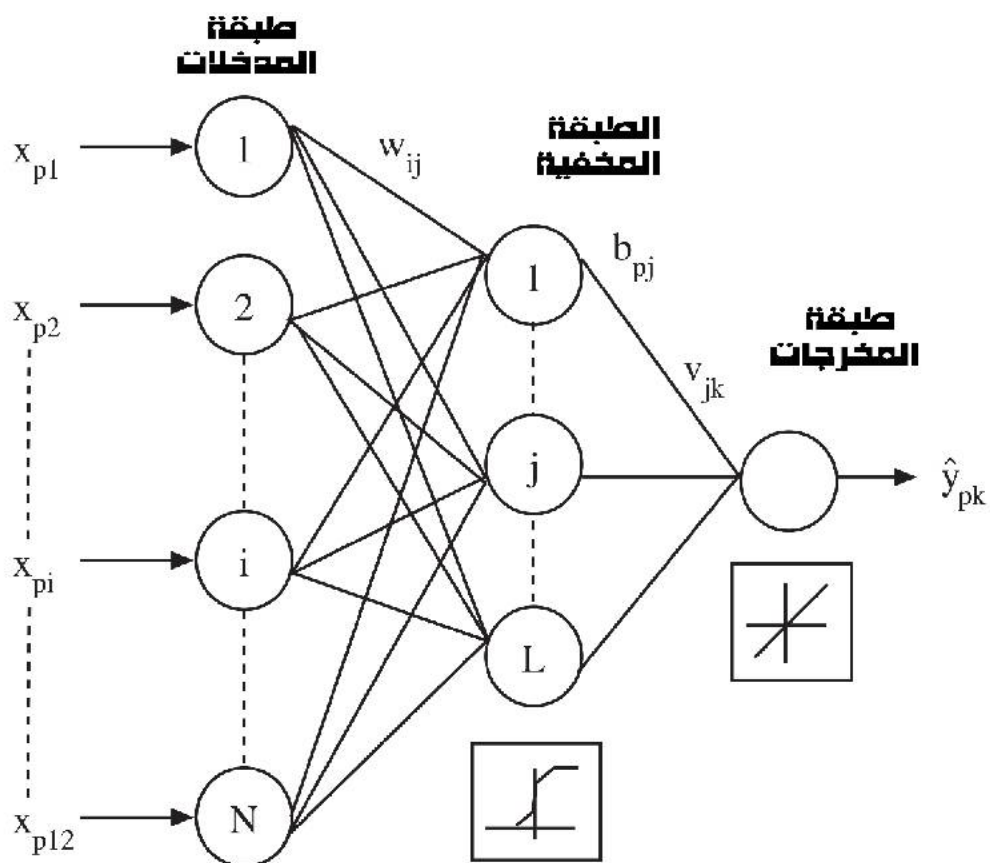 طبقة
المدخلات
الطبقة
المخفية
طبقة
المخرجات
x_p1
1
w_ij
x_p2
2
1
b_pj
v_jk
j
ŷ_pk
x_pi
i
L
x_p12
N